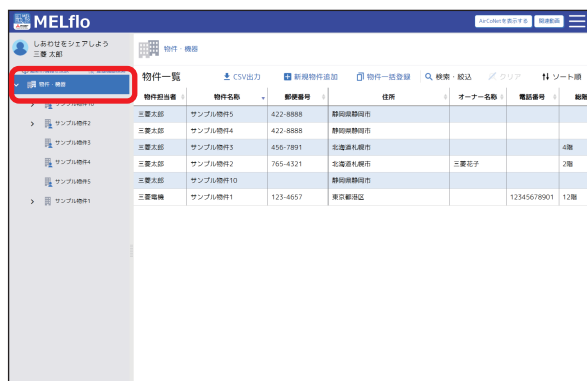 MELflo
AirCoNetを表示する 関連動画
しあわせをシェアしよう
三菱 太郎
物件・機器
物件・機器
サンプル物件10
サンプル物件2
サンプル物件3
サンプル物件4
サンプル物件5
サンプル物件1
物件一覧 CSV出力 新規物件追加 物件一括登録 検索・絞込 クリア ソート順
物件担当者 物件名称 郵便番号 住所 オーナー名称 電話番号 総階
三菱太郎 サンプル物件5 422-8888 静岡県静岡市
三菱太郎 サンプル物件4 422-8888 静岡県静岡市
三菱太郎 サンプル物件3 456-7891 北海道札幌市 4階
三菱太郎 サンプル物件2 765-4321 北海道札幌市 三菱花子 2階
三菱太郎 サンプル物件10 静岡県静岡市
三菱電機 サンプル物件1 123-4657 東京都港区 12345678901 12階